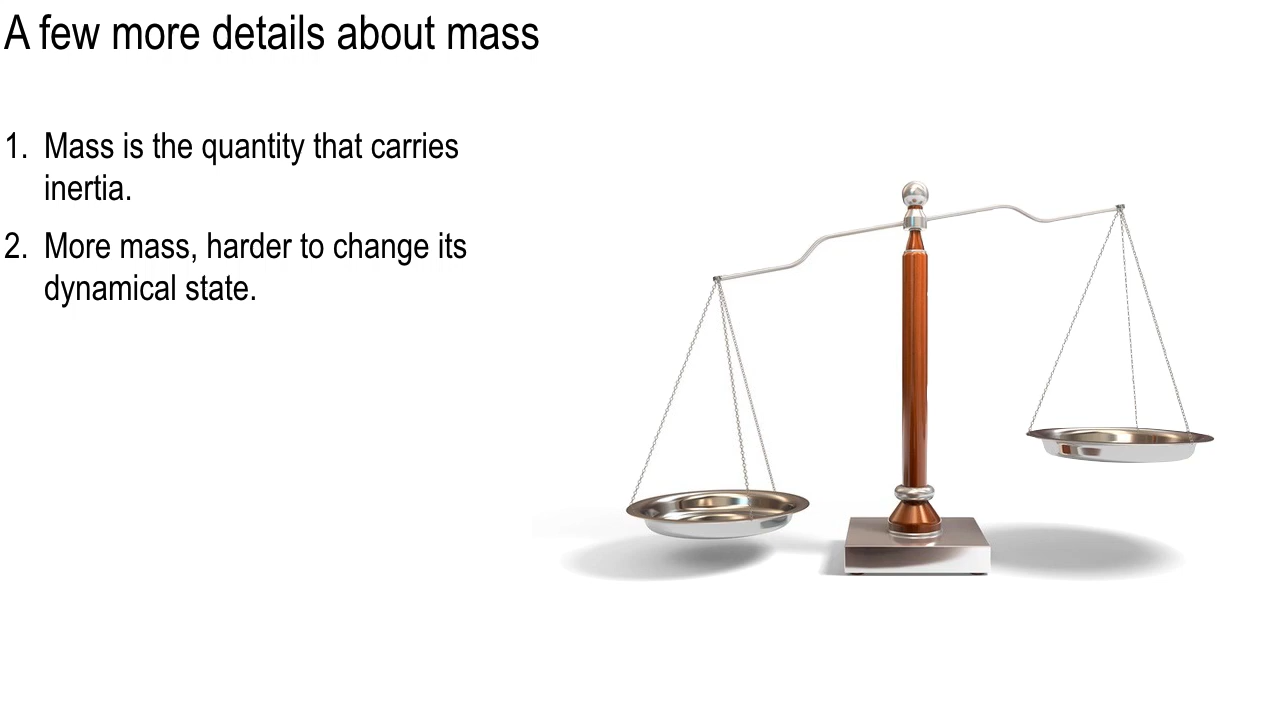 A few more details about mass
1. Mass is the quantity that carries
inertia.
2. More mass, harder to change its
dynamical state.